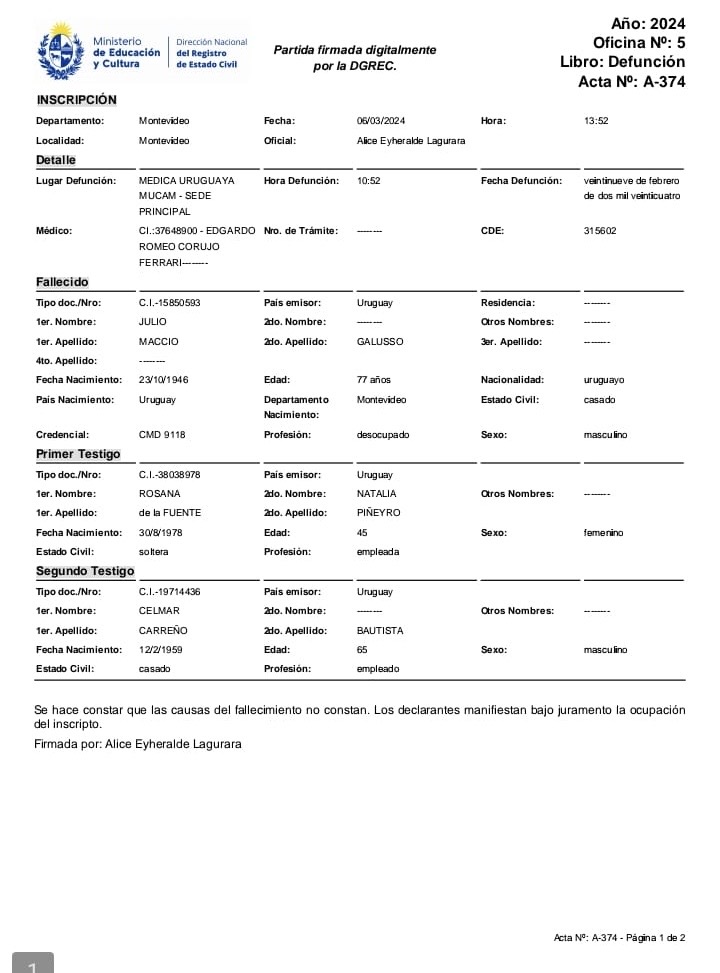 Ministerio
de Educación
y Cultura
Dirección Nacional
del Registro
de Estado Civil
Partida firmada digitalmente
por la DGREC.
Año: 2024
Oficina Nº: 5
Libro: Defunción
Acta Nº: A-374
INSCRIPCIÓN
Departamento: Montevideo Fecha: 06/03/2024 Hora: 13:52
Localidad: Montevideo Oficial: Alice Eyheralde Lagurara
Detalle
Lugar Defunción: MEDICA URUGUAYA Hora Defunción: 10:52 Fecha Defunción: veintinueve de febrero
MUCAM - SEDE de dos mil veinticuatro
PRINCIPAL
Médico: CI.:37648900 - EDGARDO Nro. de Trámite: -------- CDE: 315602
ROMEO CORUJO
FERRARI--------
Fallecido
Tipo doc./Nro: C.I.-15850593 País emisor: Uruguay Residencia: --------
1er. Nombre: JULIO 2do. Nombre: -------- Otros Nombres: --------
1er. Apellido: MACCIO 2do. Apellido: GALUSSO 3er. Apellido: --------
4to. Apellido: --------
Fecha Nacimiento: 23/10/1946 Edad: 77 años Nacionalidad: uruguayo
País Nacimiento: Uruguay Departamento Montevideo Estado Civil: casado
Nacimiento:
Credencial: CMD 9118 Profesión: desocupado Sexo: masculino
Primer Testigo
Tipo doc./Nro: C.I.-38038978 País emisor: Uruguay
1er. Nombre: ROSANA 2do. Nombre: NATALIA Otros Nombres: --------
1er. Apellido: de la FUENTE 2do. Apellido: PIÑEYRO
Fecha Nacimiento: 30/8/1978 Edad: 45 Sexo: femenino
Estado Civil: soltera Profesión: empleada
Segundo Testigo
Tipo doc./Nro: C.I.-19714436 País emisor: Uruguay
1er. Nombre: CELMAR 2do. Nombre: -------- Otros Nombres: --------
1er. Apellido: CARREÑO 2do. Apellido: BAUTISTA
Fecha Nacimiento: 12/2/1959 Edad: 65 Sexo: masculino
Estado Civil: casado Profesión: empleado
Se hace constar que las causas del fallecimiento no constan. Los declarantes manifiestan bajo juramento la ocupación
del inscripto.
Firmada por: Alice Eyheralde Lagurara
Acta Nº: A-374 - Página 1 de 2
1